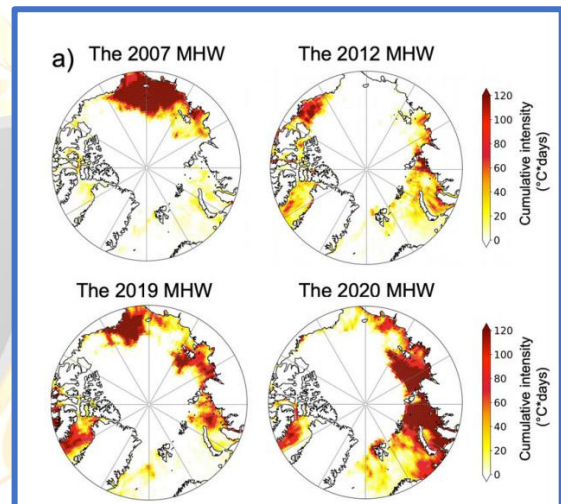 a)
The 2007 MHW
The 2012 MHW
120
100
80
60
40
20
0
Cumulative intensity
(°C*days)
The 2019 MHW
The 2020 MHW
120
100
80
60
40
20
0
Cumulative intensity
(°C*days)